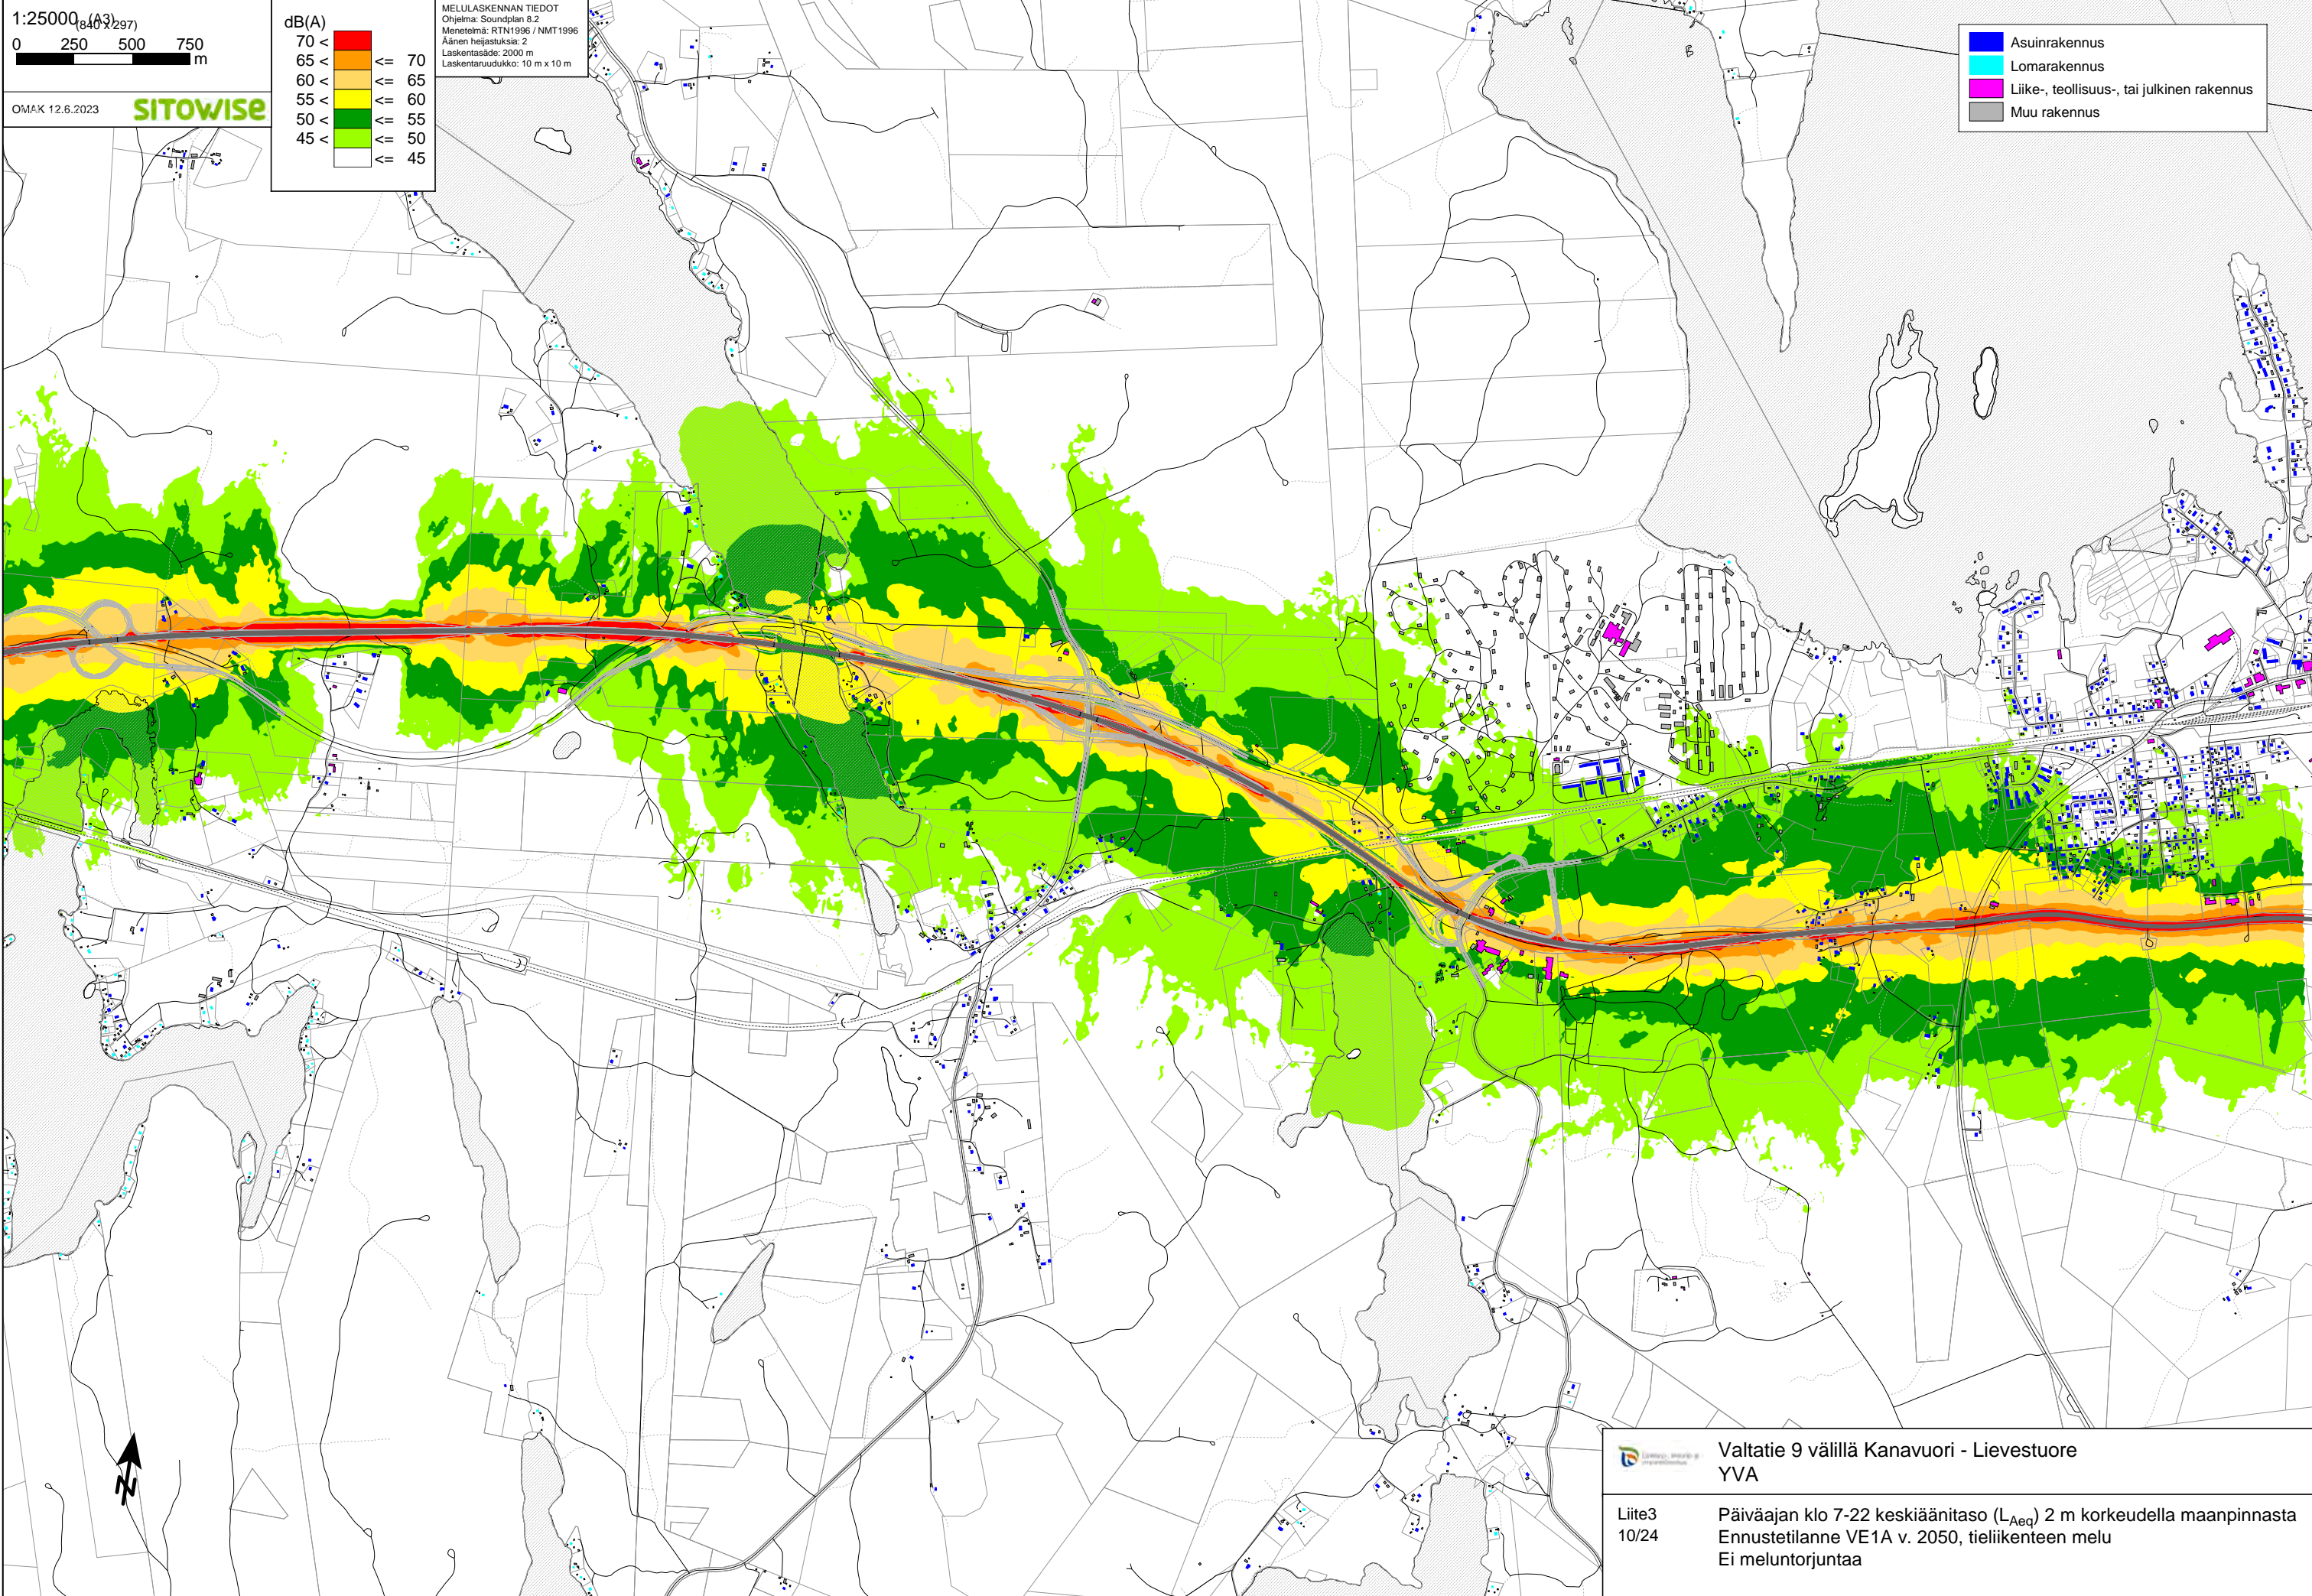 1:25000 (A3)
(840 x 297)
0 250 500 750
m
OMAK 12.6.2023
SITOWISE
dB(A)
70 <
65 < <= 70
60 < <= 65
55 < <= 60
50 < <= 55
45 < <= 50
<= 45
MELULASKENNAN TIEDOT
Ohjelma: Soundplan 8.2
Menetelmä: RTN1996 / NMT1996
Äänen heijastuksia: 2
Laskentasäde: 2000 m
Laskentaruudukko: 10 m x 10 m
Asuinrakennus
Lomarakennus
Liike-, teollisuus-, tai julkinen rakennus
Muu rakennus
N
Valtatie 9 välillä Kanavuori - Lievestuore
YVA
Liite3
10/24
Päiväajan klo 7-22 keskiäänitaso (LAeq) 2 m korkeudella maanpinnasta
Ennustetilanne VE1A v. 2050, tieliikenteen melu
Ei meluntorjuntaa